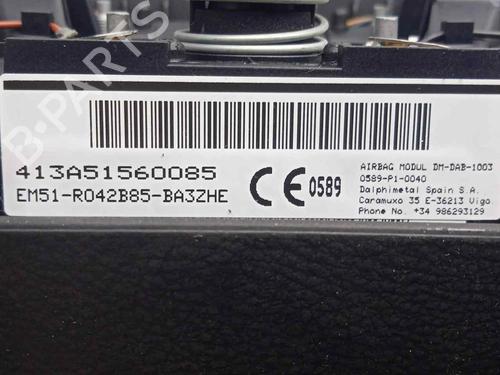 B-PARTS
413A51560085
EM51-R042B85-BA3ZHE
CE 0589
AIRBAG MODUL DM-DAB-1003
0589-P1-0040
Dalphimetal Spain S.A.
Caramuxo 35 E-36213 Vigo
Phone No. +34 986293129